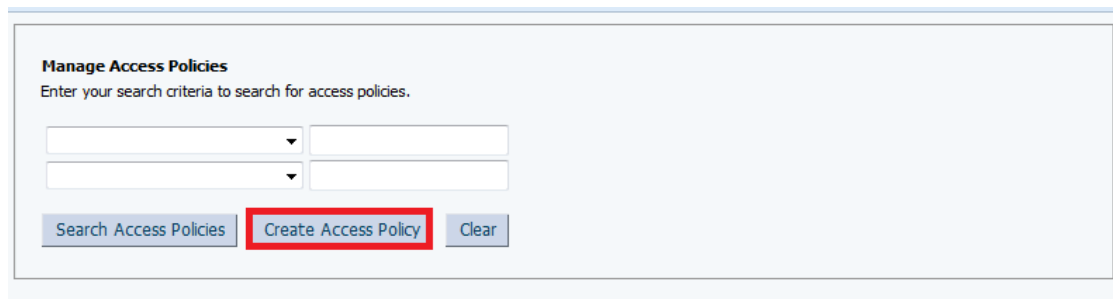 Manage Access Policies
Enter your search criteria to search for access policies.
Search Access Policies Create Access Policy Clear